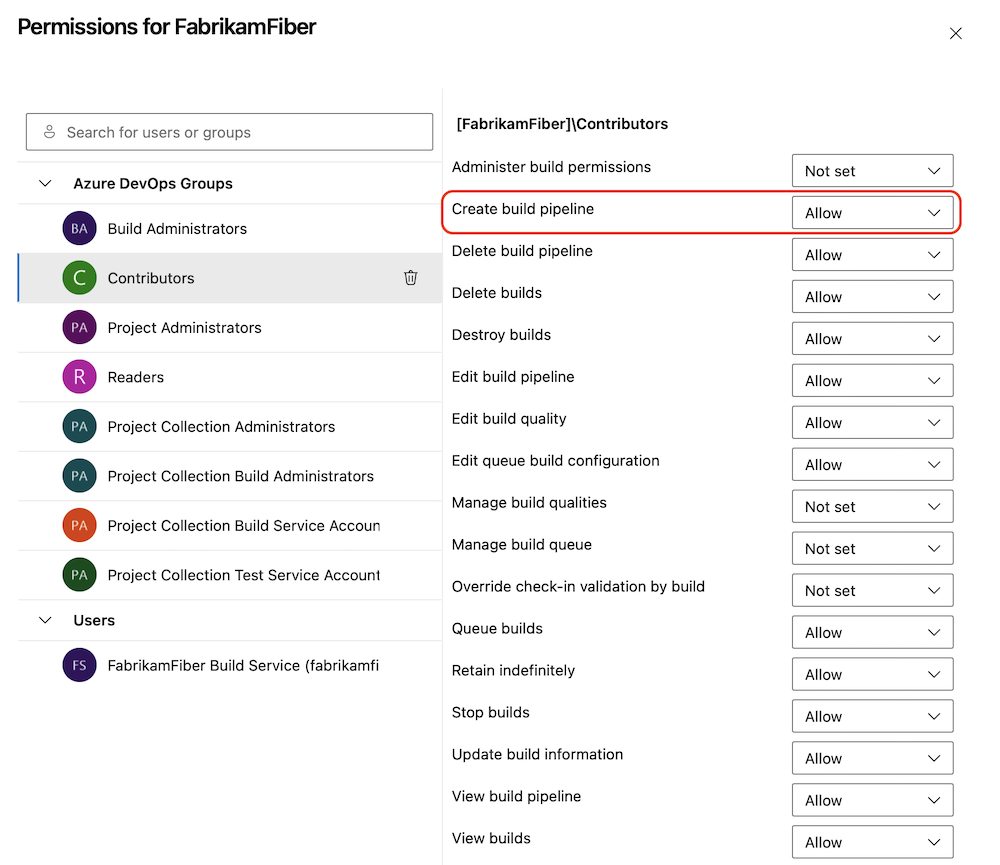 Permissions for FabrikamFiber
Search for users or groups
Azure DevOps Groups
BA Build Administrators
C Contributors
PA Project Administrators
R Readers
PA Project Collection Administrators
PA Project Collection Build Administrators
PA Project Collection Build Service Accoun
PA Project Collection Test Service Account
Users
FS FabrikamFiber Build Service (fabrikamfi
[FabrikamFiber]\Contributors
Administer build permissions Not set
Create build pipeline Allow
Delete build pipeline Allow
Delete builds Allow
Destroy builds Allow
Edit build pipeline Allow
Edit build quality Allow
Edit queue build configuration Allow
Manage build qualities Not set
Manage build queue Not set
Override check-in validation by build Not set
Queue builds Allow
Retain indefinitely Allow
Stop builds Allow
Update build information Allow
View build pipeline Allow
View builds Allow